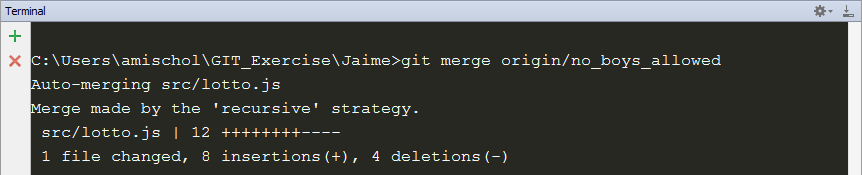 Terminal
C:\Users\amischol\GIT_Exercise\Jaime>git merge origin/no_boys_allowed
Auto-merging src/lotto.js
Merge made by the 'recursive' strategy.
 src/lotto.js | 12 ++++++++----
 1 file changed, 8 insertions(+), 4 deletions(-)